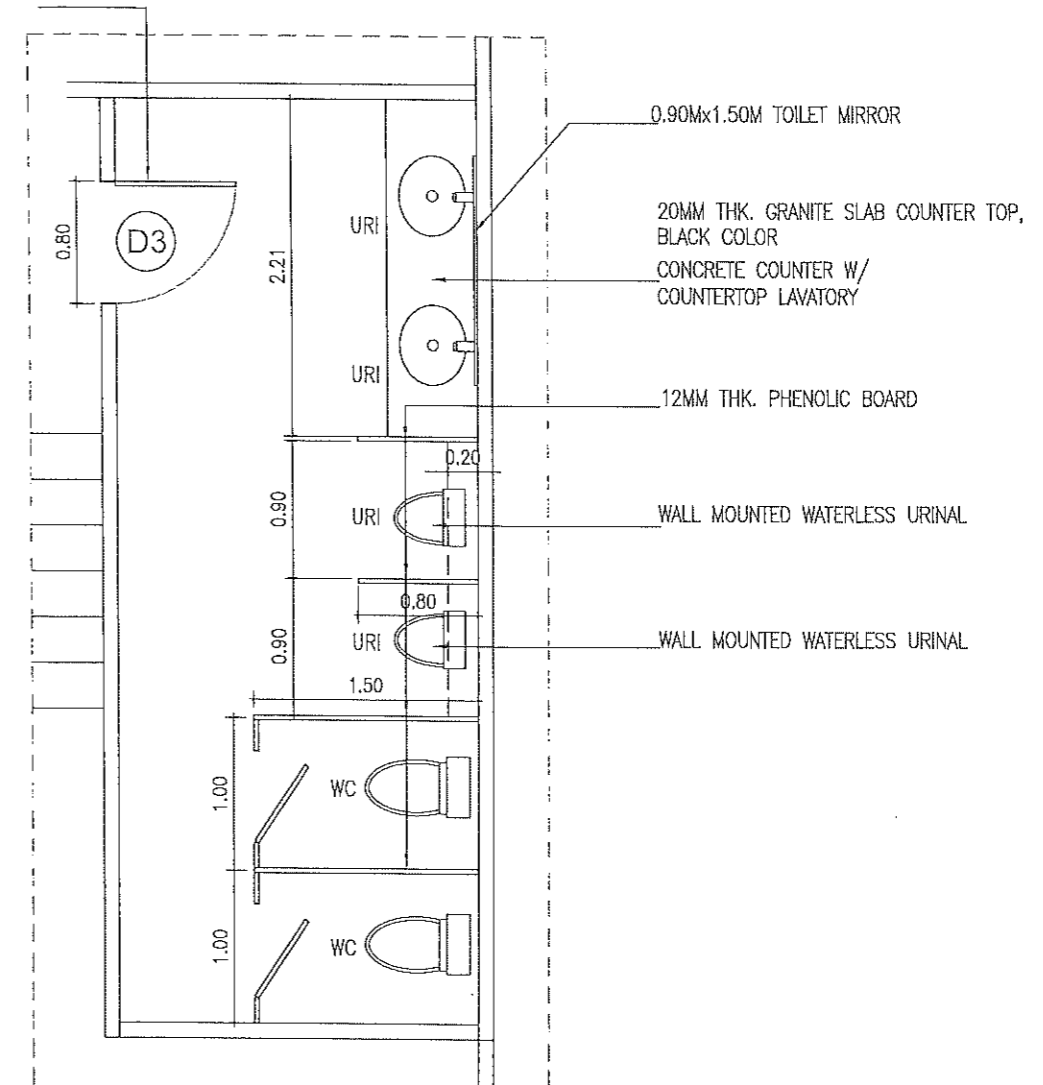 0.90Mx1.50M TOILET MIRROR
20MM THK. GRANITE SLAB COUNTER TOP,
BLACK COLOR
CONCRETE COUNTER W/
COUNTERTOP LAVATORY
12MM THK. PHENOLIC BOARD
WALL MOUNTED WATERLESS URINAL
WALL MOUNTED WATERLESS URINAL
0.80
D3
2.21
URI
URI
0.20
0.90
URI
0.80
0.90
URI
1.50
1.00
WC
1.00
WC